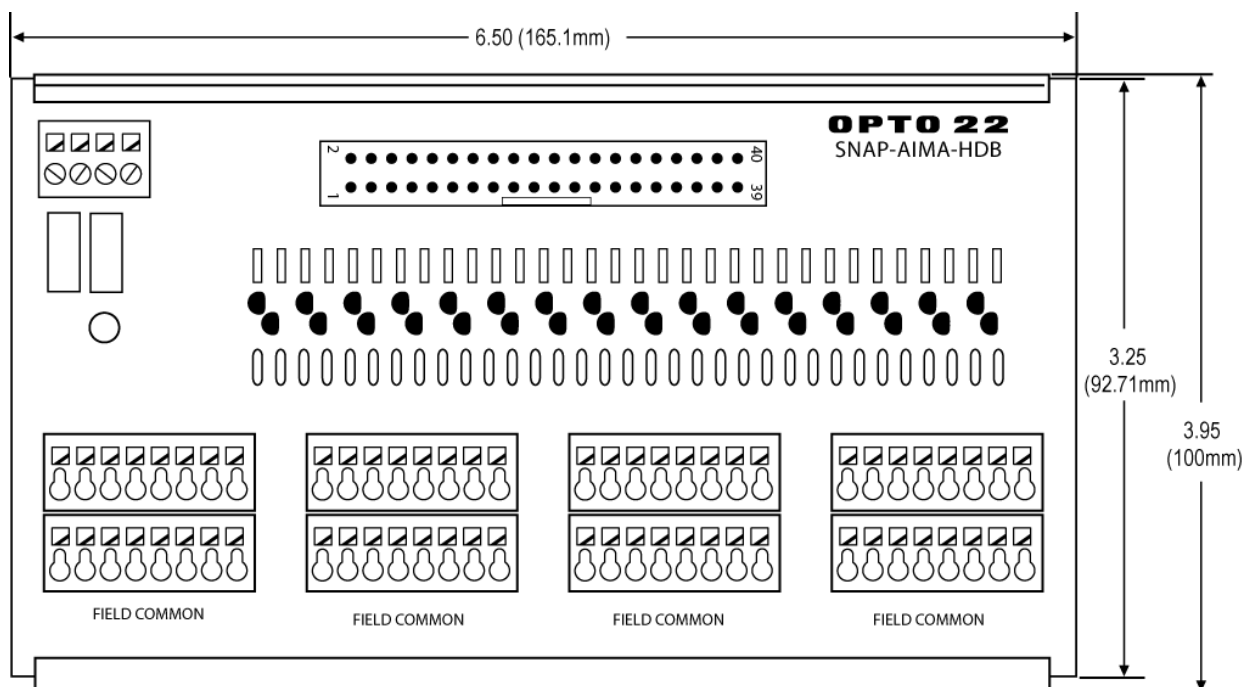 6.50 (165.1mm)
OPTO 22
SNAP-AIMA-HDB
2
40
1
39
3.25
(92.71mm)
3.95
(100mm)
FIELD COMMON
FIELD COMMON
FIELD COMMON
FIELD COMMON